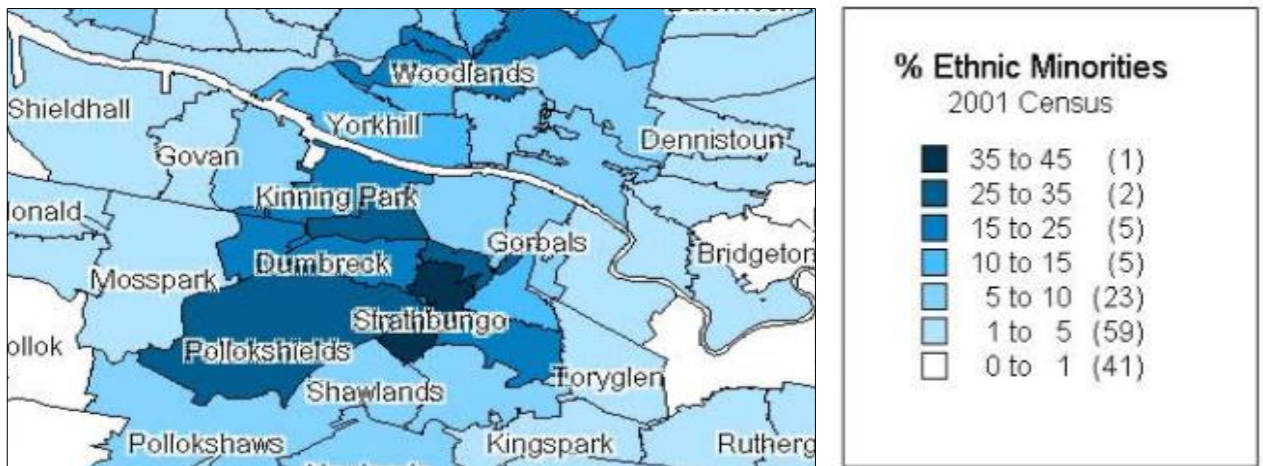 Woodlands
Shieldhall
Yorkhill
Dennistoun
Govan
Kinning Park
onald
Gorbals
Bridgeton
Dumbreck
Mosspark
Strathbungo
ollok
Pollokshields
Toryglen
Shawlands
Pollokshaws
Kingspark
Rutherg
% Ethnic Minorities
2001 Census
35 to 45 (1)
25 to 35 (2)
15 to 25 (5)
10 to 15 (5)
5 to 10 (23)
1 to 5 (59)
0 to 1 (41)